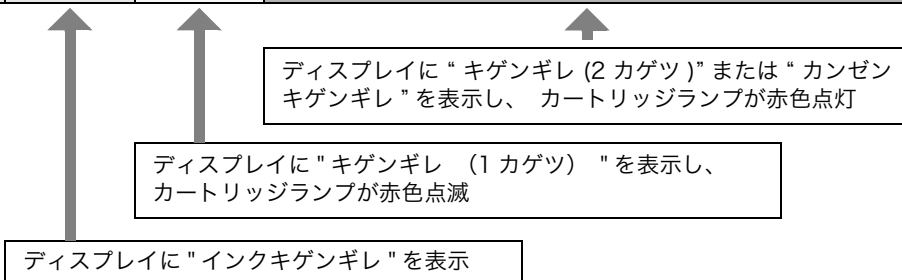 ディスプレイに “ キゲンギレ (2 カゲツ )” または “ カンゼン
キゲンギレ ” を表示し、 カートリッジランプが赤色点灯
ディスプレイに " キゲンギレ （1 カゲツ） " を表示し、
カートリッジランプが赤色点滅
ディスプレイに " インクキゲンギレ " を表示